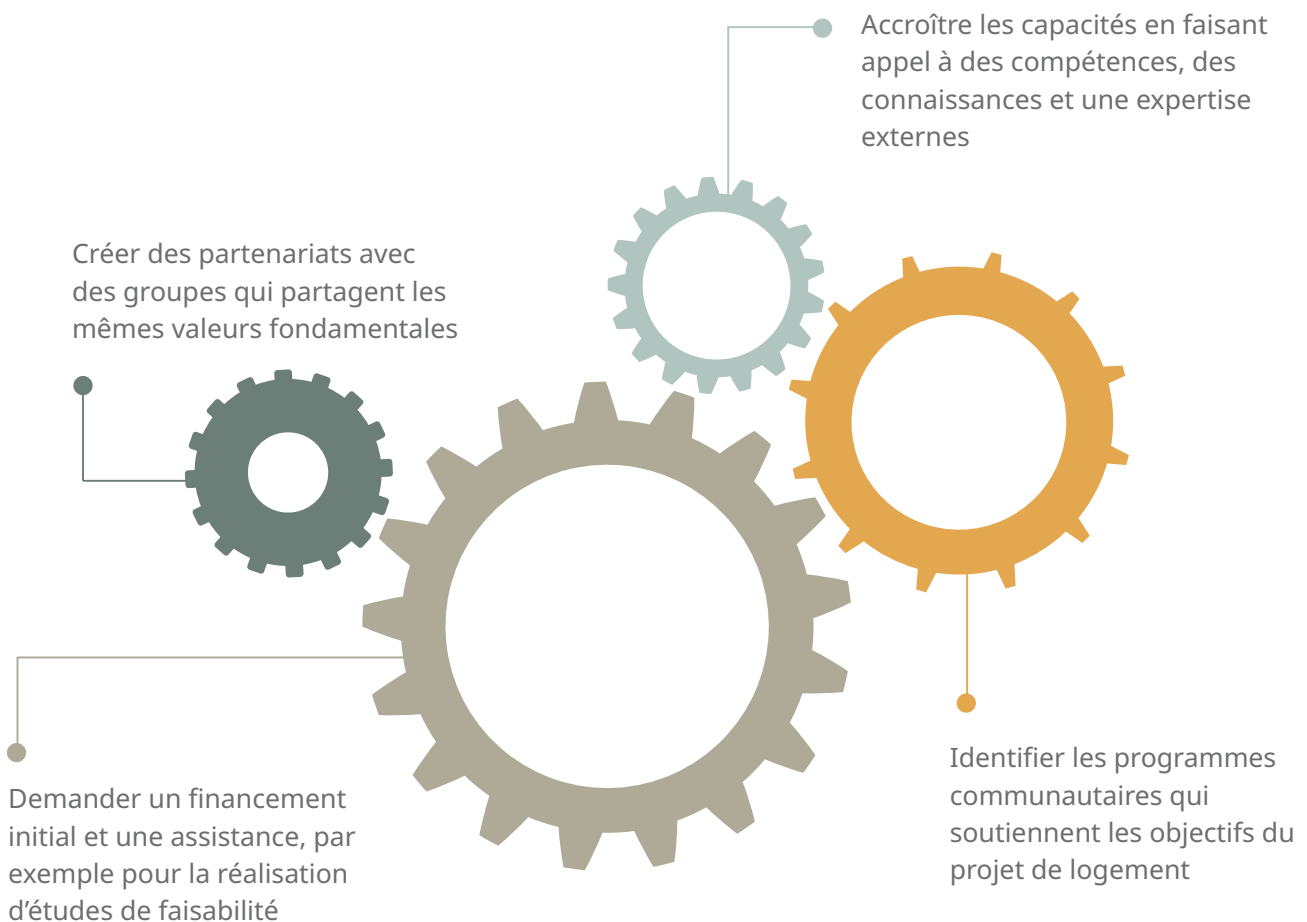 Accroître les capacités en faisant
appel à des compétences, des
connaissances et une expertise
externes
Créer des partenariats avec
des groupes qui partagent les
mêmes valeurs fondamentales
Identifier les programmes
communautaires qui
soutiennent les objectifs du
projet de logement
Demander un financement
initial et une assistance, par
exemple pour la réalisation
d’études de faisabilité